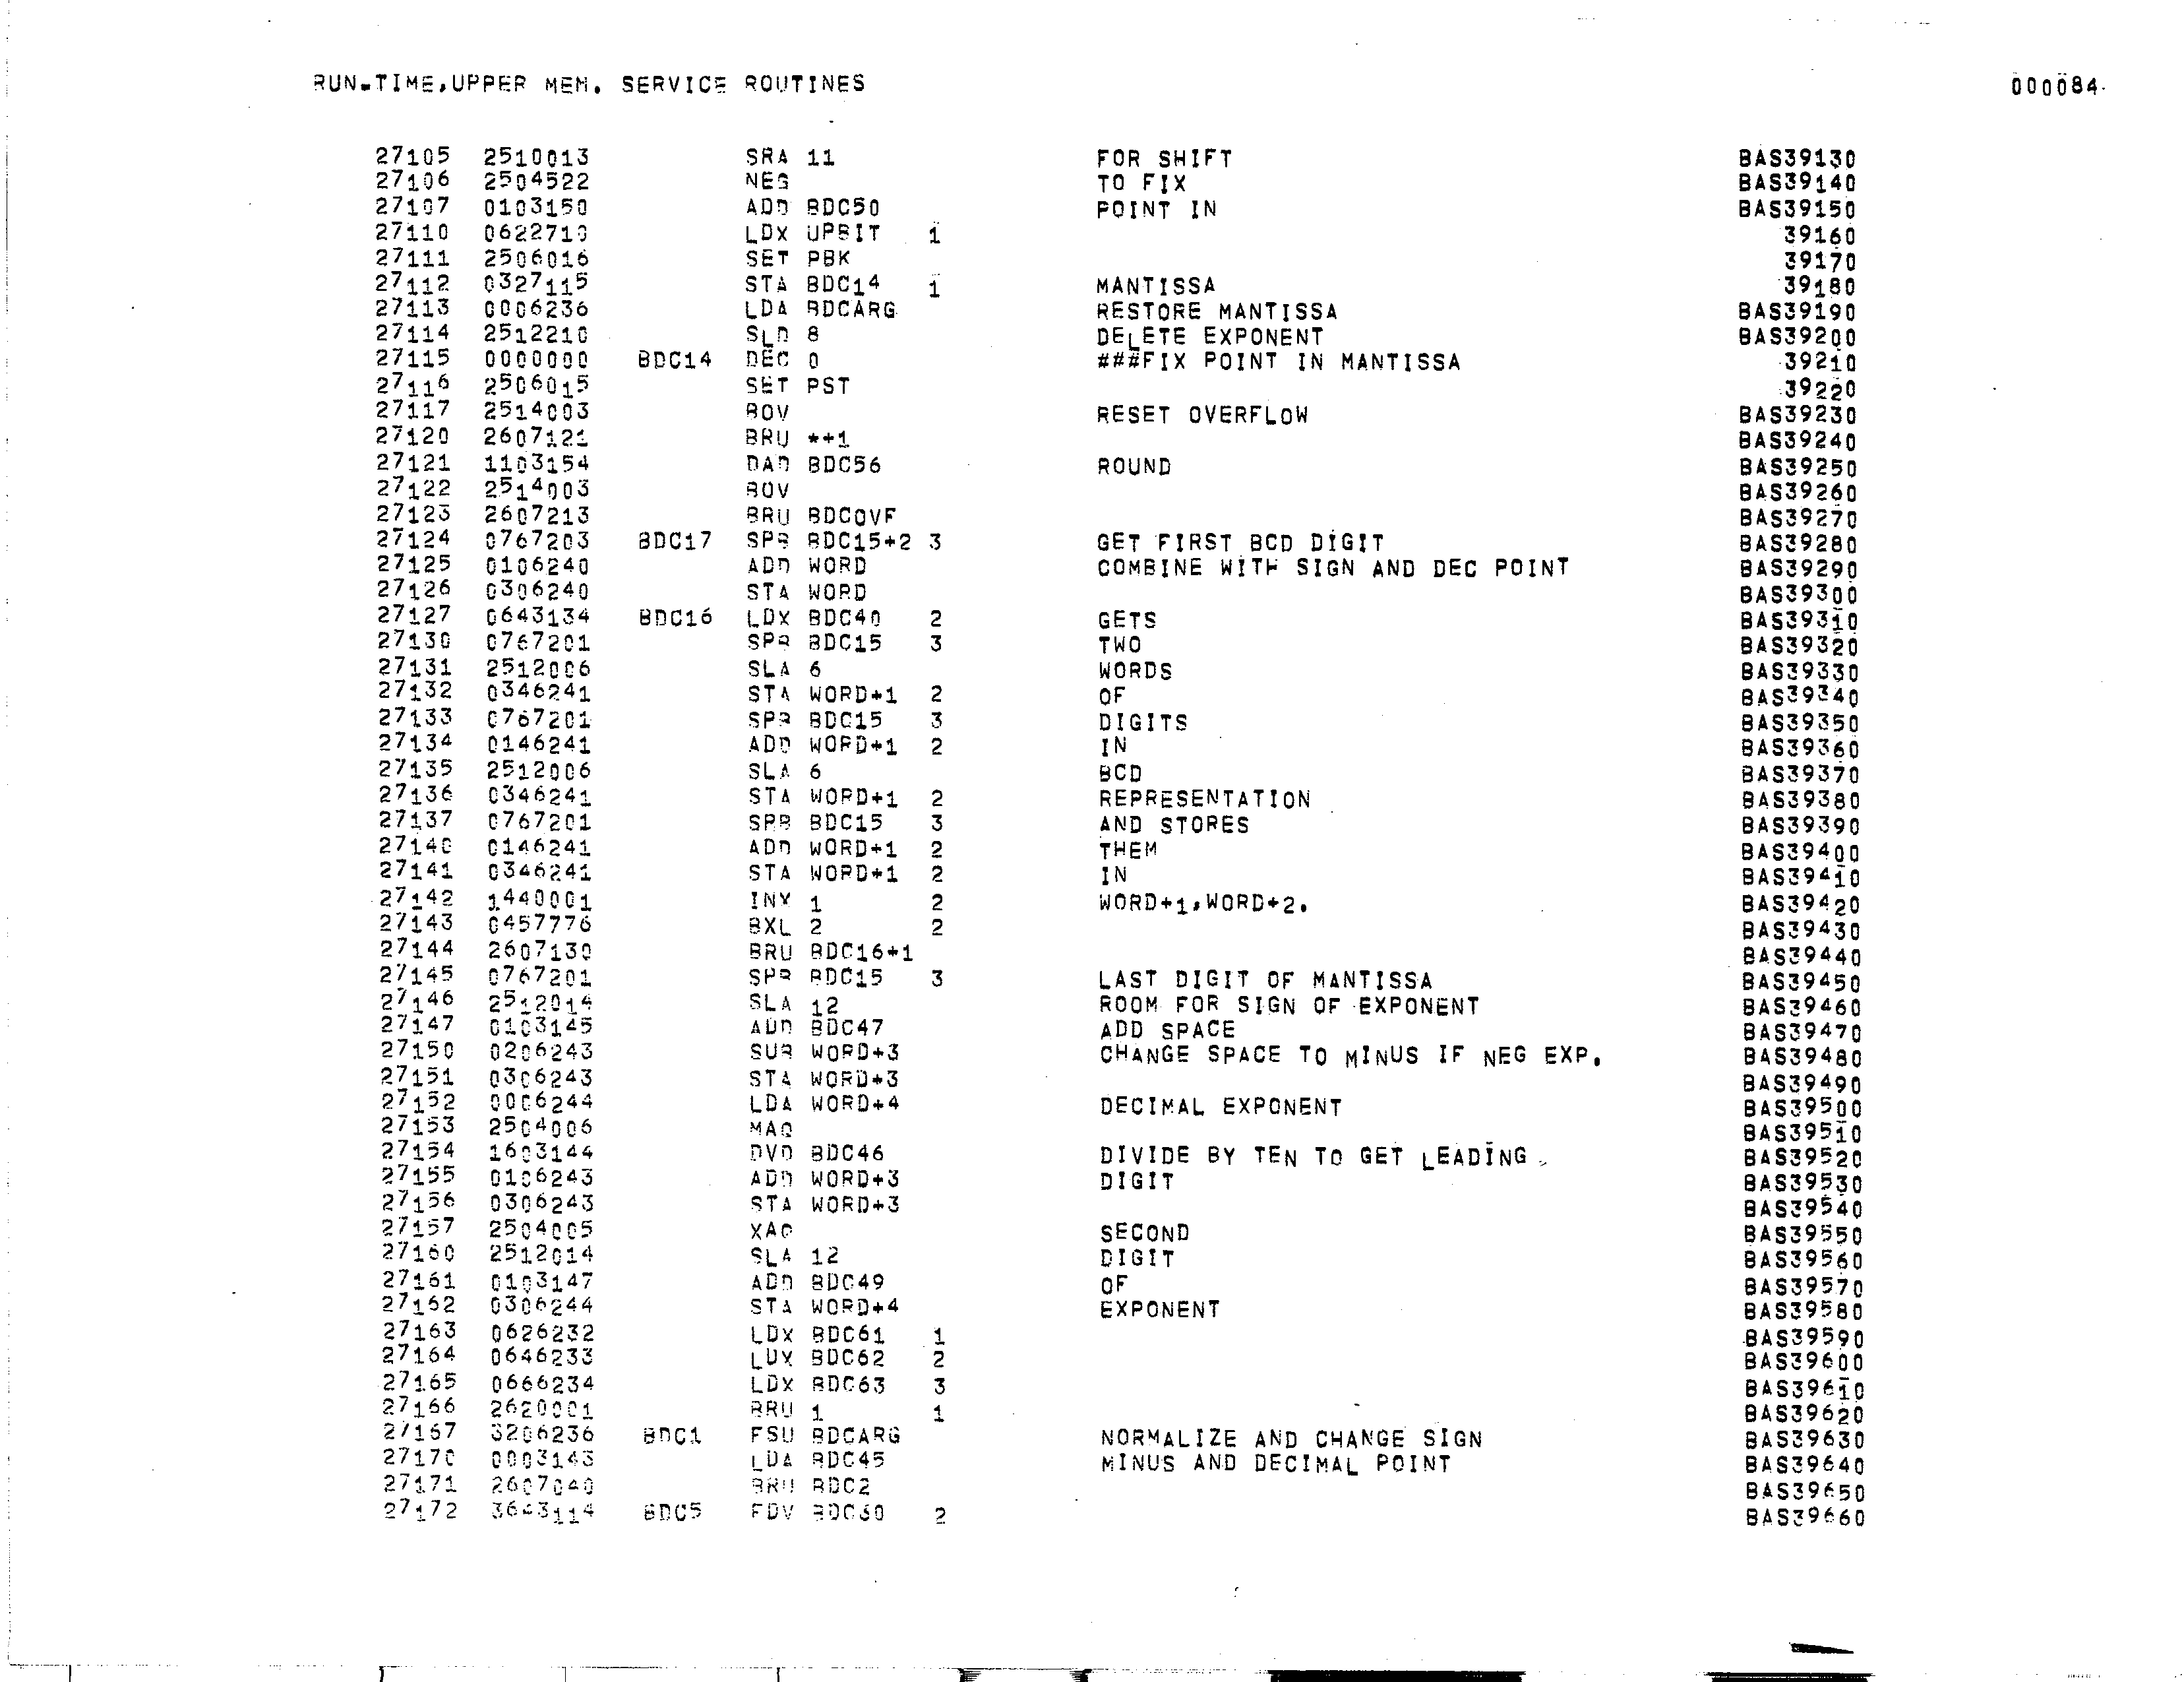 RUN-TIME,UPPER MEM. SERVICE ROUTINES 000084
27105 2510013 SRA 11 FOR SHIFT BAS39130
27106 2504522 NEG TO FIX BAS39140
27107 0103150 ADD BDC50 POINT IN BAS39150
27110 0622710 LDX UPBIT 1 39160
27111 2506016 SET PBK 39170
27112 0327115 STA BDC14 1 MANTISSA 39180
27113 0006236 LDA BDCARG RESTORE MANTISSA BAS39190
27114 2512210 SLD 8 DELETE EXPONENT BAS39200
27115 0000000 BDC14 DEC 0 ###FIX POINT IN MANTISSA 39210
27116 2506015 SET PST 39220
27117 2514003 BOV RESET OVERFLOW BAS39230
27120 2607121 BRU *+1 BAS39240
27121 1103154 DAD BDC56 ROUND BAS39250
27122 2514003 BOV BAS39260
27123 2607213 BRU BDCOVF BAS39270
27124 0767203 BDC17 SPB BDC15+2 3 GET FIRST BCD DIGIT BAS39280
27125 0106240 ADD WORD COMBINE WITH SIGN AND DEC POINT BAS39290
27126 0306240 STA WORD BAS39300
27127 0643134 BDC16 LDX BDC40 2 GETS BAS39310
27130 0767201 SPB BDC15 3 TWO BAS39320
27131 2512006 SLA 6 WORDS BAS39330
27132 0346241 STA WORD+1 2 OF BAS39340
27133 0767201 SPB BDC15 3 DIGITS BAS39350
27134 0146241 ADD WORD+1 2 IN BAS39360
27135 2512006 SLA 6 BCD BAS39370
27136 0346241 STA WORD+1 2 REPRESENTATION BAS39380
27137 0767201 SPB BDC15 3 AND STORES BAS39390
27140 0146241 ADD WORD+1 2 THEM BAS39400
27141 0346241 STA WORD+1 2 IN BAS39410
27142 1440001 INX 1 2 WORD+1,WORD+2. BAS39420
27143 0457776 BXL 2 2 BAS39430
27144 2607130 BRU BDC16+1 BAS39440
27145 0767201 SPB BDC15 3 LAST DIGIT OF MANTISSA BAS39450
27146 2512014 SLA 12 ROOM FOR SIGN OF EXPONENT BAS39460
27147 0103145 ADD BDC47 ADD SPACE BAS39470
27150 0206243 SUB WORD+3 CHANGE SPACE TO MINUS IF NEG EXP. BAS39480
27151 0306243 STA WORD+3 BAS39490
27152 0006244 LDA WORD+4 DECIMAL EXPONENT BAS39500
27153 2504006 MAQ BAS39510
27154 1603144 DVD BDC46 DIVIDE BY TEN TO GET LEADING BAS39520
27155 0106243 ADD WORD+3 DIGIT BAS39530
27156 0306243 STA WORD+3 BAS39540
27157 2504005 XAQ SECOND BAS39550
27160 2512014 SLA 12 DIGIT BAS39560
27161 0103147 ADD BDC49 OF BAS39570
27162 0306244 STA WORD+4 EXPONENT BAS39580
27163 0626232 LDX BDC61 1 BAS39590
27164 0646233 LDX BDC62 2 BAS39600
27165 0666234 LDX BDC63 3 BAS39610
27166 2620001 BRU 1 1 BAS39620
27167 3206236 BDC1 FSU BDCARG NORMALIZE AND CHANGE SIGN BAS39630
27170 0003143 LDA BDC45 MINUS AND DECIMAL POINT BAS39640
27171 2607040 BRU BDC2 BAS39650
27172 3643114 BDC5 FDV BDC30 2 BAS39660